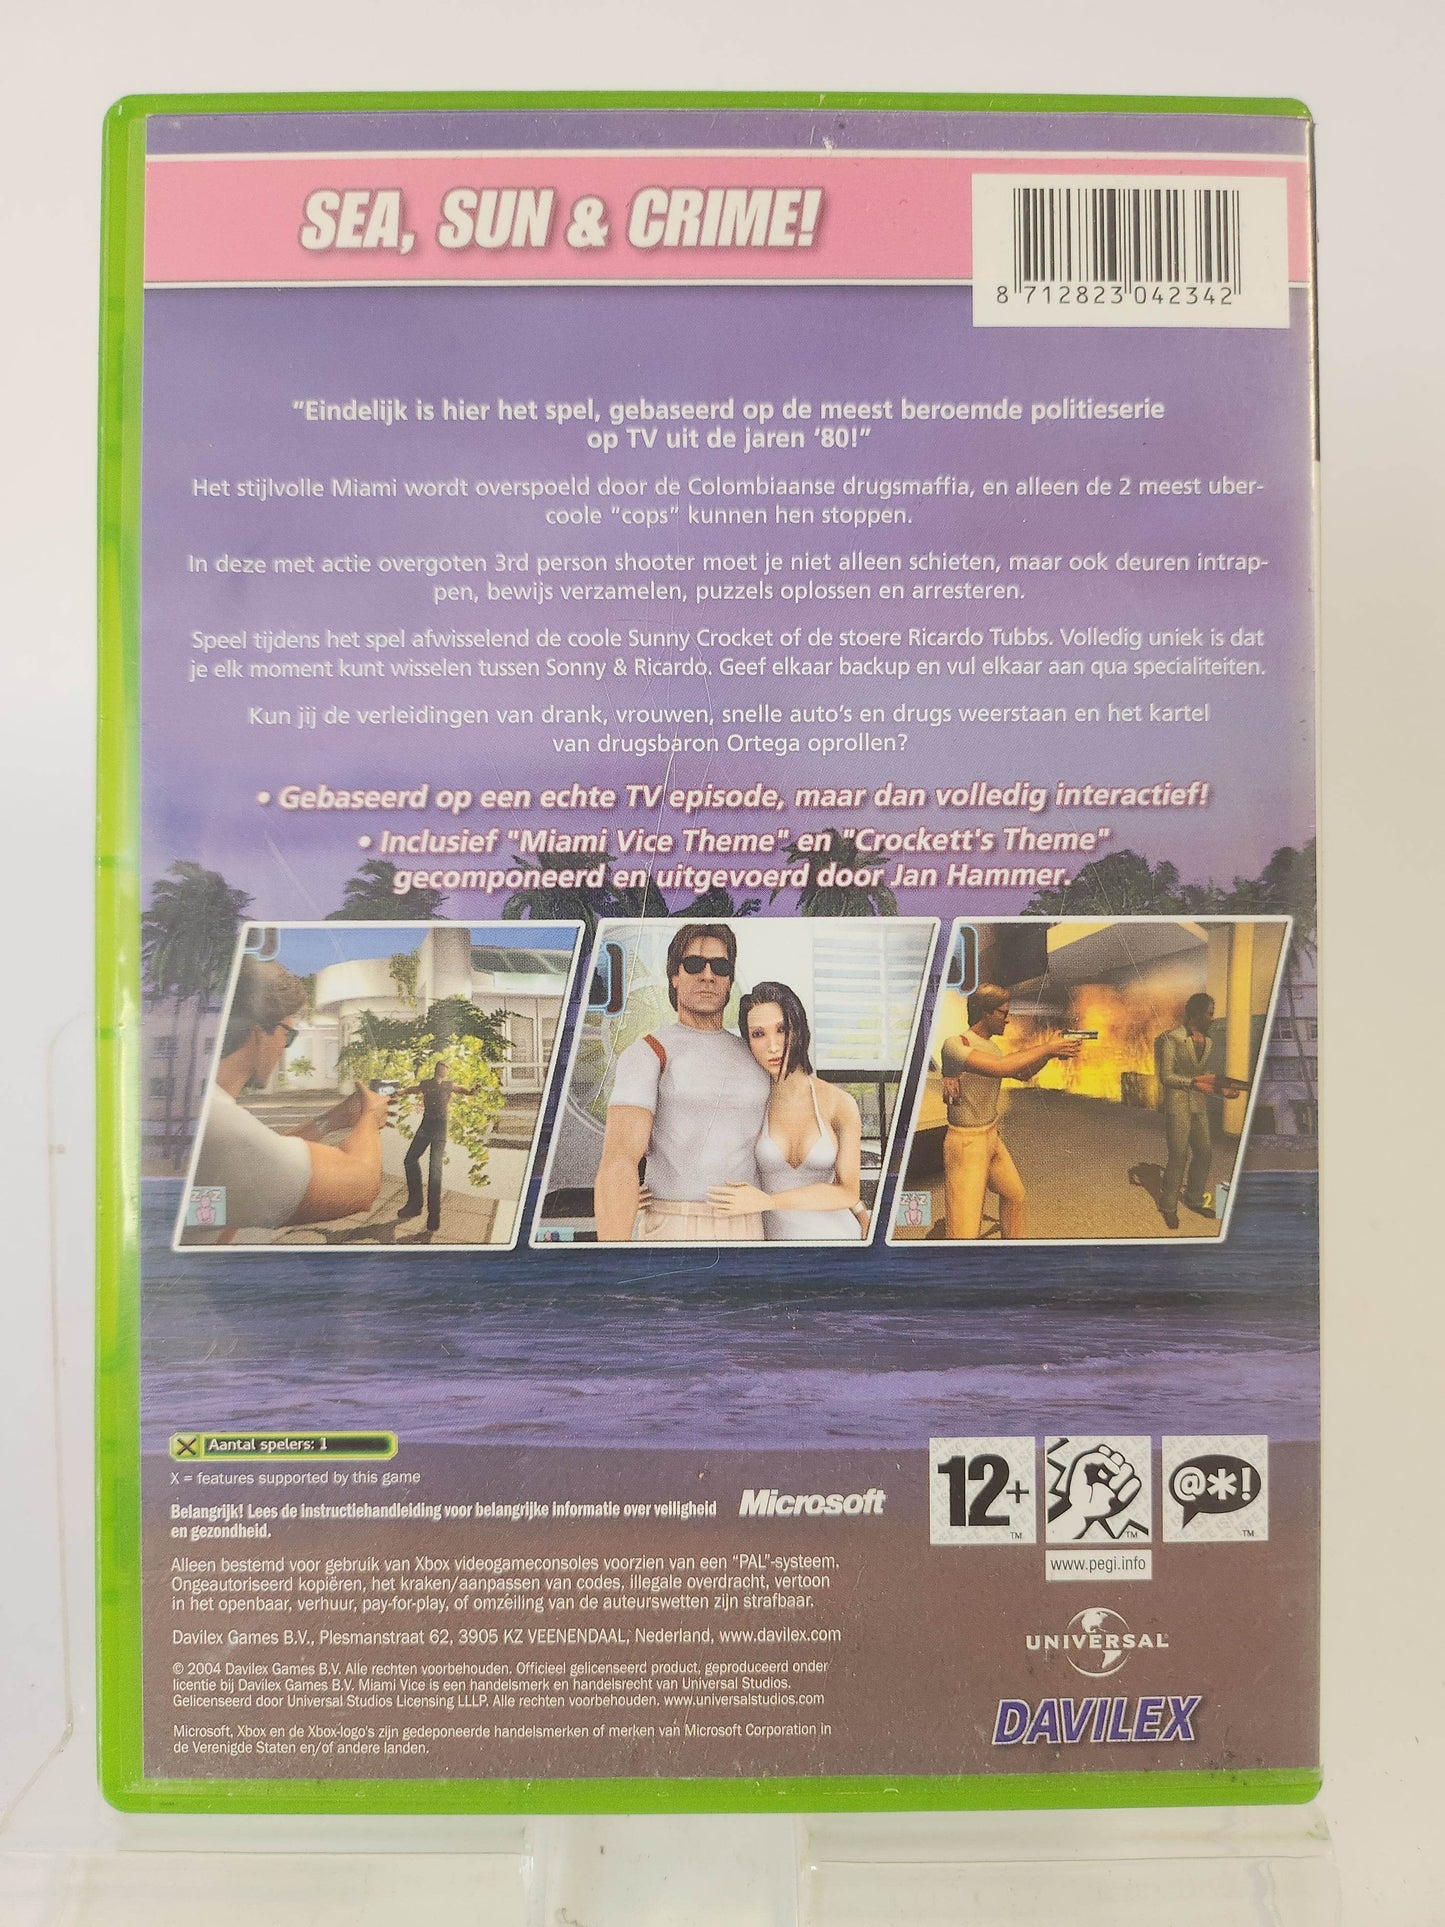 SEA, SUN & CRIME!
8 712823 042342
"Eindelijk is hier het spel, gebaseerd op de meest beroemde politieserie
op TV uit de jaren '80!"
Het stijlvolle Miami wordt overspoeld door de Colombiaanse drugsmaffia, en alleen de 2 meest uber-
coole "cops" kunnen hen stoppen.
In deze met actie overgoten 3rd person shooter moet je niet alleen schieten, maar ook deuren intrap-
pen, bewijs verzamelen, puzzels oplossen en arresteren.
Speel tijdens het spel afwisselend de coole Sunny Crocket of de stoere Ricardo Tubbs. Volledig uniek is dat
je elk moment kunt wisselen tussen Sonny & Ricardo. Geef elkaar backup en vul elkaar aan qua specialiteiten.
Kun jij de verleidingen van drank, vrouwen, snelle auto's en drugs weerstaan en het kartel
van drugsbaron Ortega oprollen?
• Gebaseerd op een echte TV episode, maar dan volledig interactief!
• Inclusief "Miami Vice Theme" en "Crockett's Theme"
gecomponeerd en uitgevoerd door Jan Hammer.
ZZZ
ZZZ
2
Aantal spelers: 1
X = features supported by this game
Belangrijk! Lees de instructiehandleiding voor belangrijke informatie over veiligheid
en gezondheid.
Microsoft
12+
TM
TM
@*!
TM
www.pegi.info
Alleen bestemd voor gebruik van Xbox videogameconsoles voorzien van een "PAL"-systeem.
Ongeautoriseerd kopiëren, het kraken/aanpassen van codes, illegale overdracht, vertoon
in het openbaar, verhuur, pay-for-play, of omzeiling van de auteurswetten zijn strafbaar.
Davilex Games B.V., Plesmanstraat 62, 3905 KZ VEENENDAAL, Nederland, www.davilex.com
© 2004 Davilex Games B.V. Alle rechten voorbehouden. Officieel gelicenseerd product, geproduceerd onder
licentie bij Davilex Games B.V. Miami Vice is een handelsmerk en handelsrecht van Universal Studios.
Gelicenseerd door Universal Studios Licensing LLLP. Alle rechten voorbehouden. www.universalstudios.com
Microsoft, Xbox en de Xbox-logo's zijn gedeponeerde handelsmerken of merken van Microsoft Corporation in
de Verenigde Staten en/of andere landen.
UNIVERSAL
DAVILEX